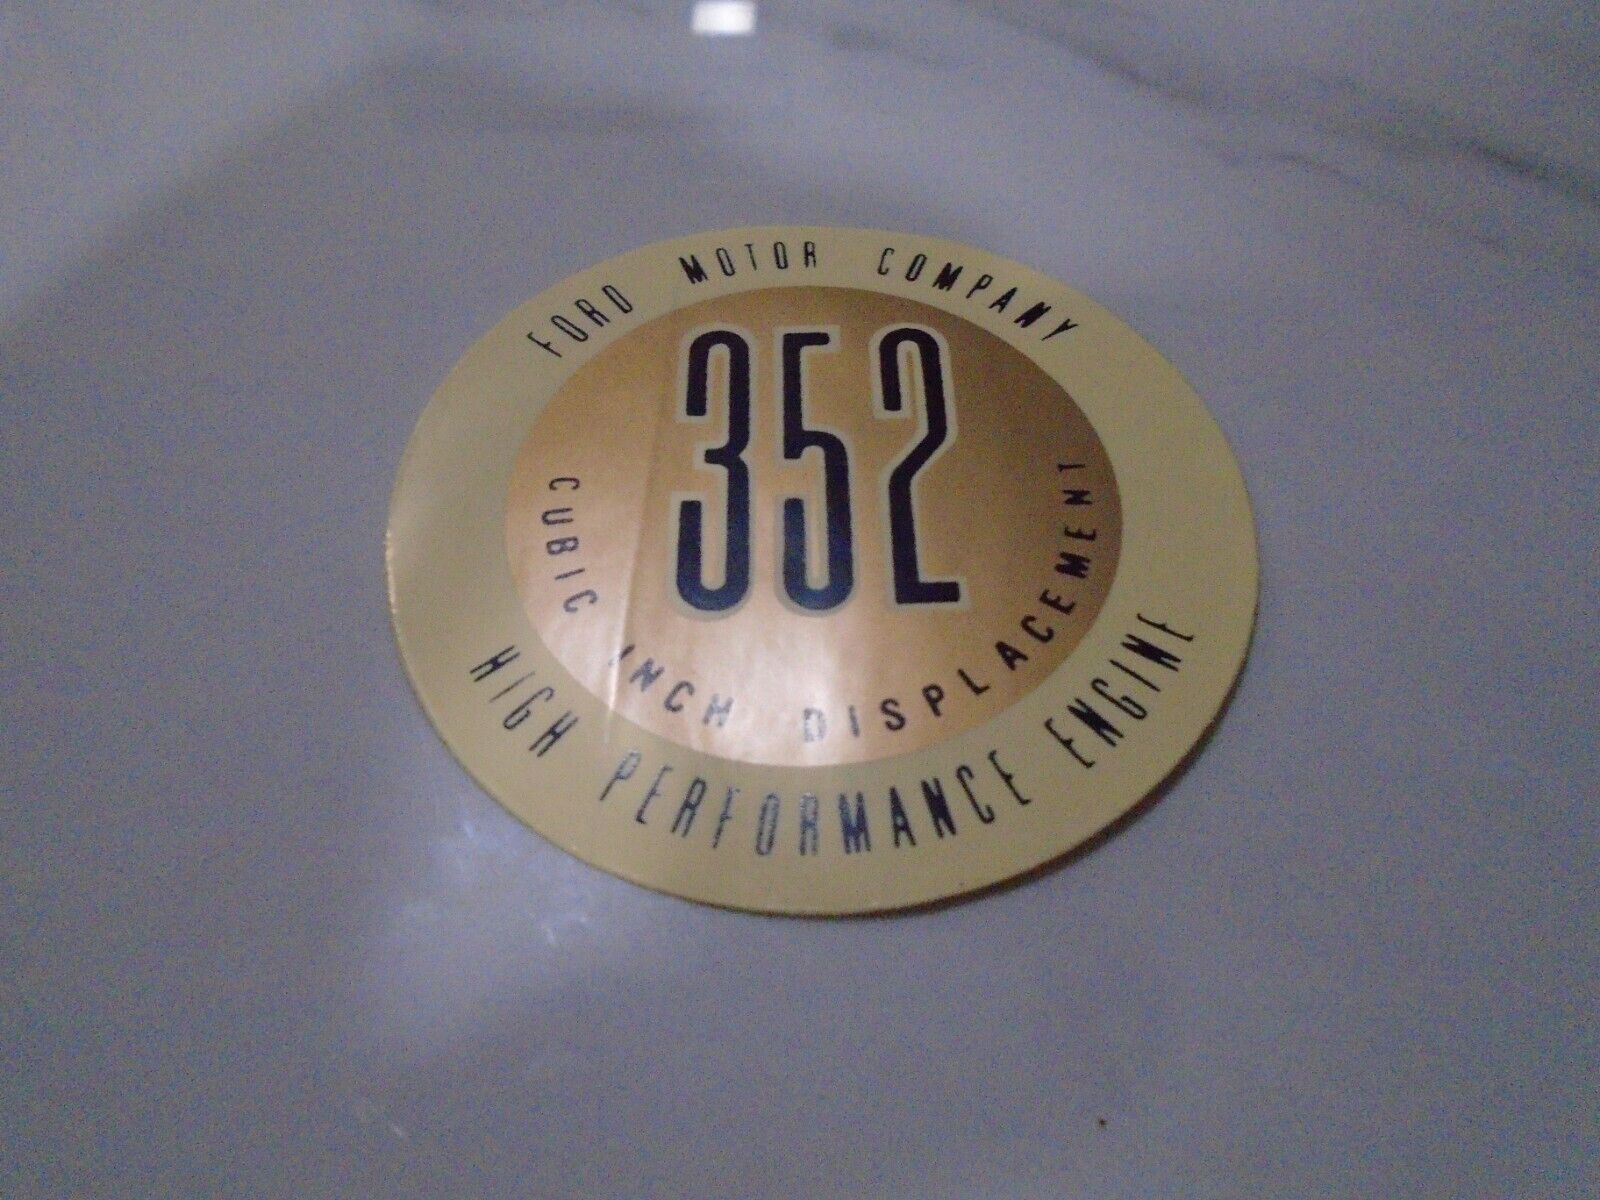 FORD MOTOR COMPANY
352
CUBIC INCH DISPLACEMENT
HIGH PERFORMANCE ENGINE